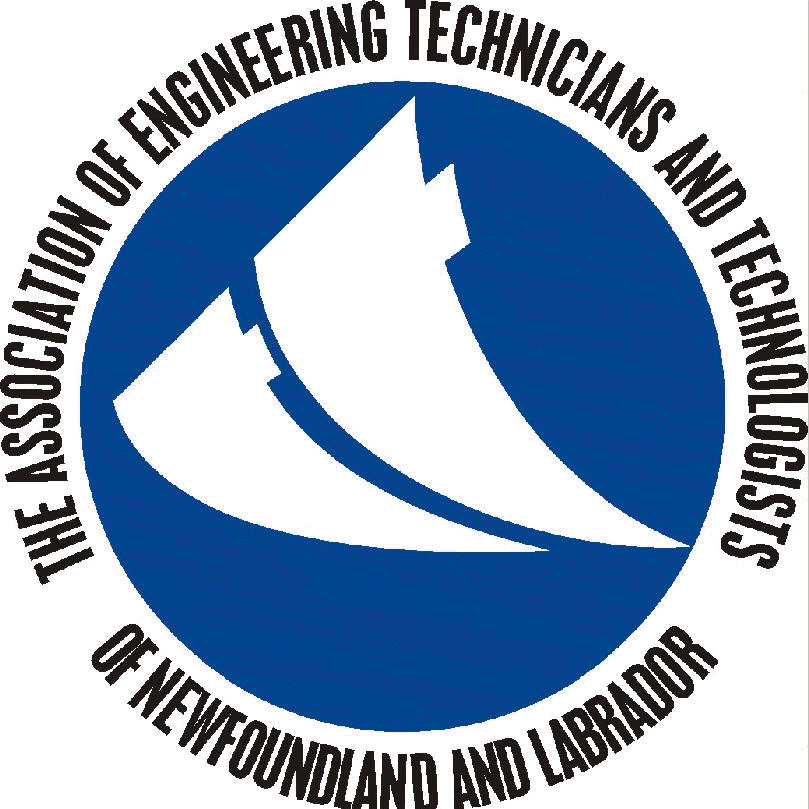 THE ASSOCIATION OF ENGINEERING TECHNICIANS AND TECHNOLOGISTS
OF NEWFOUNDLAND AND LABRADOR